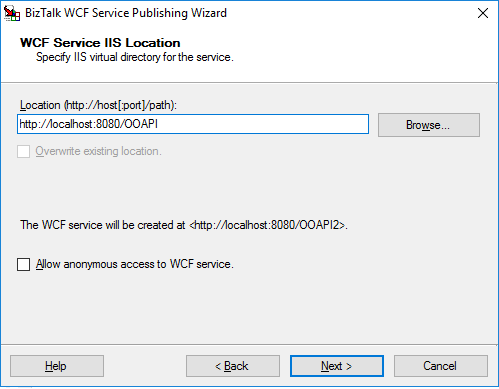 BizTalk WCF Service Publishing Wizard
WCF Service IIS Location
Specify IIS virtual directory for the service.
Location (http://host[:port]/path):
http://localhost:8080/OOAPI
Browse...
Overwrite existing location.
The WCF service will be created at <http://localhost:8080/OOAPI2>.
Allow anonymous access to WCF service.
Help
< Back
Next >
Cancel